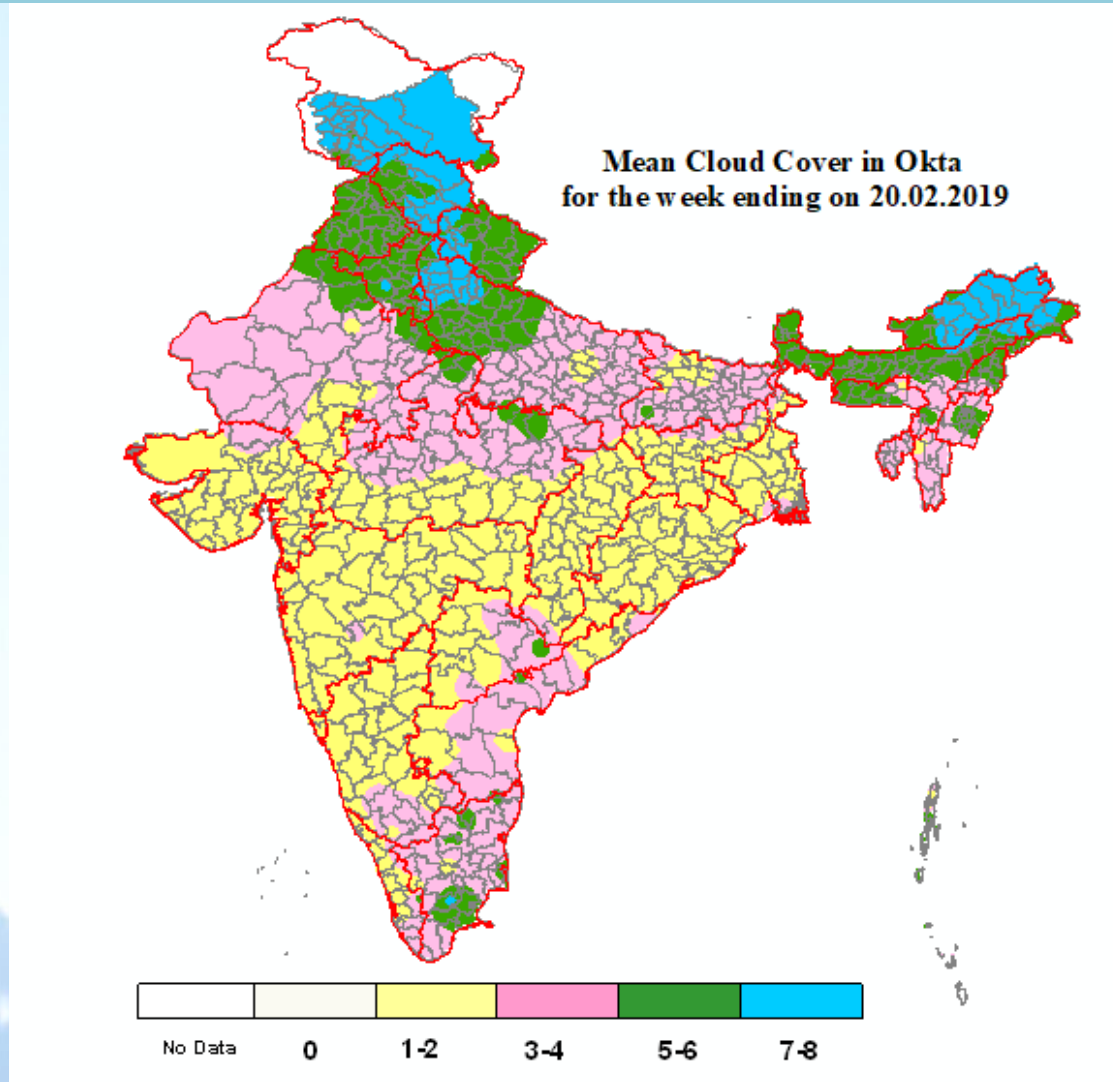 Mean Cloud Cover in Okta
for the week ending on 20.02.2019
No Data 0 1-2 3-4 5-6 7-8